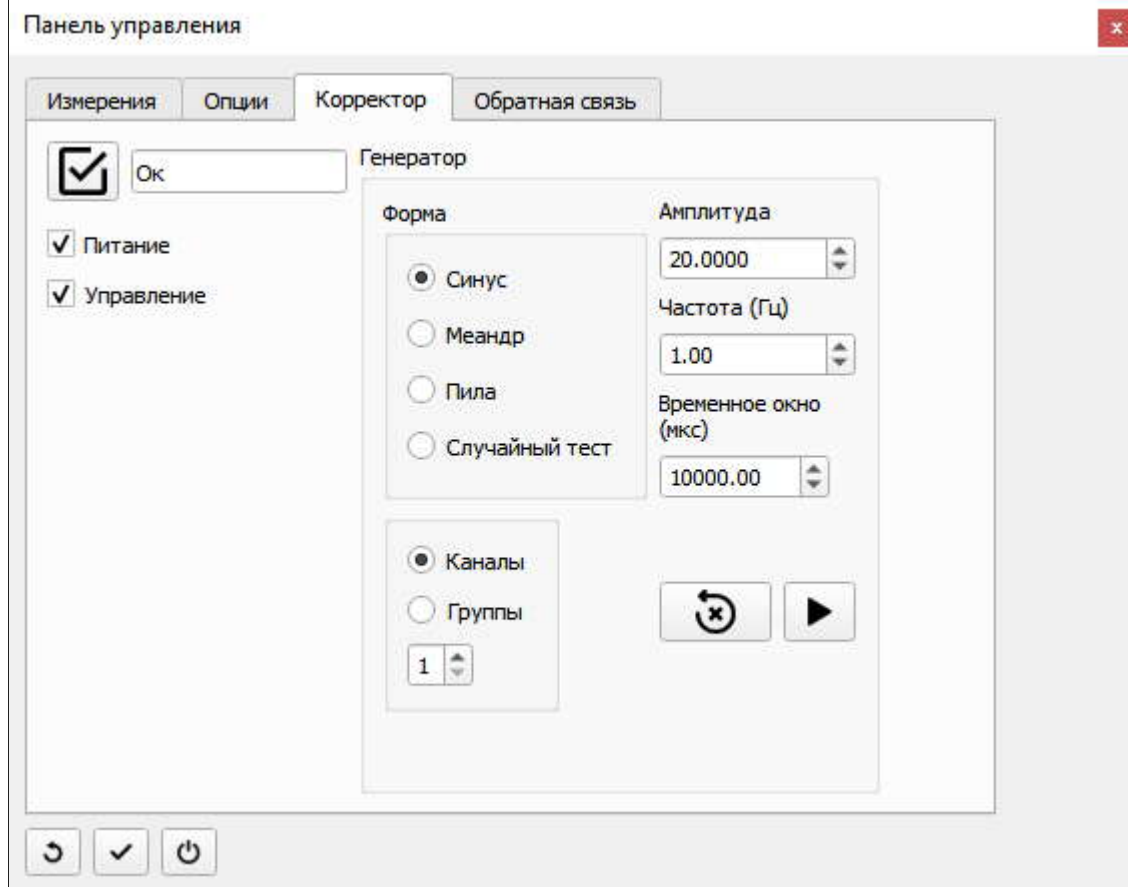 Панель управления
x
Измерения
Опции
Корректор
Обратная связь
Ок
Питание
Управление
Генератор
Форма
Синус
Меандр
Пила
Случайный тест
Амплитуда
20.0000
Частота (Гц)
1.00
Временное окно
(мкс)
10000.00
Каналы
Группы
1